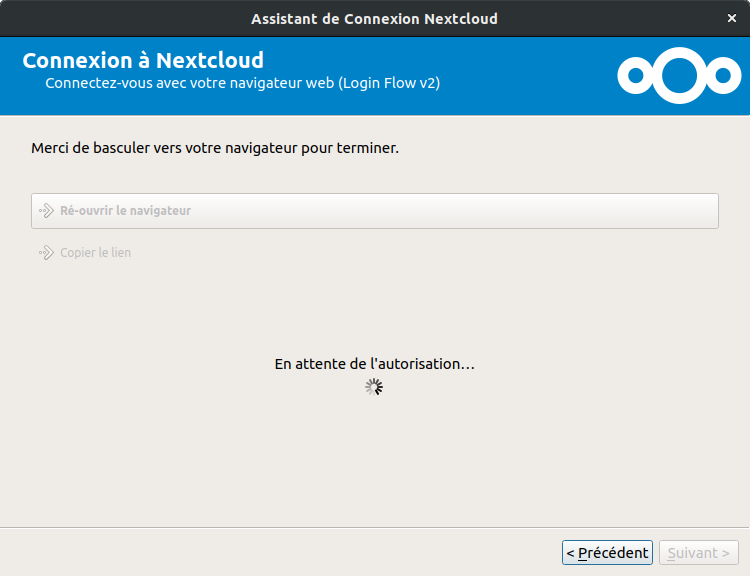 Assistant de Connexion Nextcloud
Connexion à Nextcloud
Connectez-vous avec votre navigateur web (Login Flow v2)
Merci de basculer vers votre navigateur pour terminer.
Ré-ouvrir le navigateur
Copier le lien
En attente de l'autorisation…
< Précédent
Suivant >